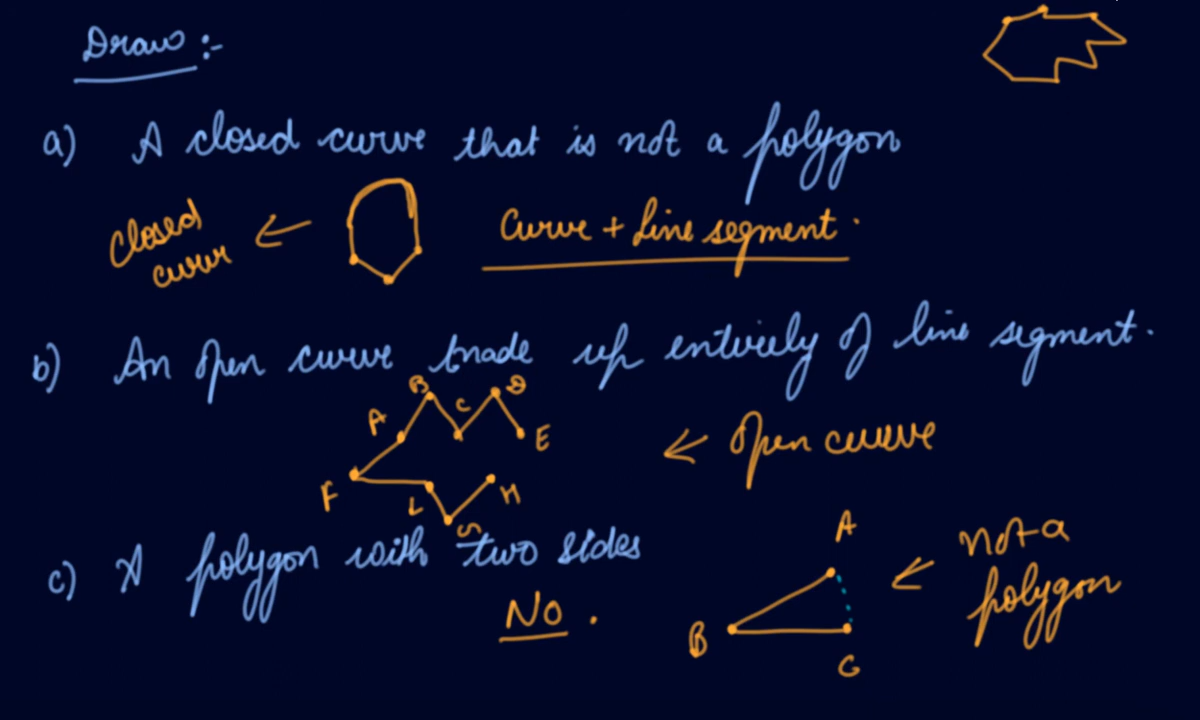 Draw :-
a) A closed curve that is not a polygon
closed curve ← Curve + line segment.
b) An open curve made up entirely of line segment.
B D
A C E
← Open curve
F L H
S
c) A polygon with two sides
No.
A
B C
← not a polygon